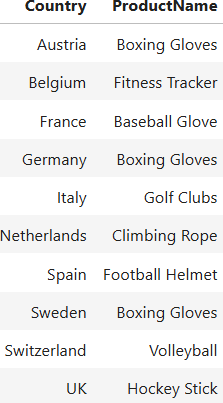 Country ProductName
Austria Boxing Gloves
Belgium Fitness Tracker
France Baseball Glove
Germany Boxing Gloves
Italy Golf Clubs
Netherlands Climbing Rope
Spain Football Helmet
Sweden Boxing Gloves
Switzerland Volleyball
UK Hockey Stick